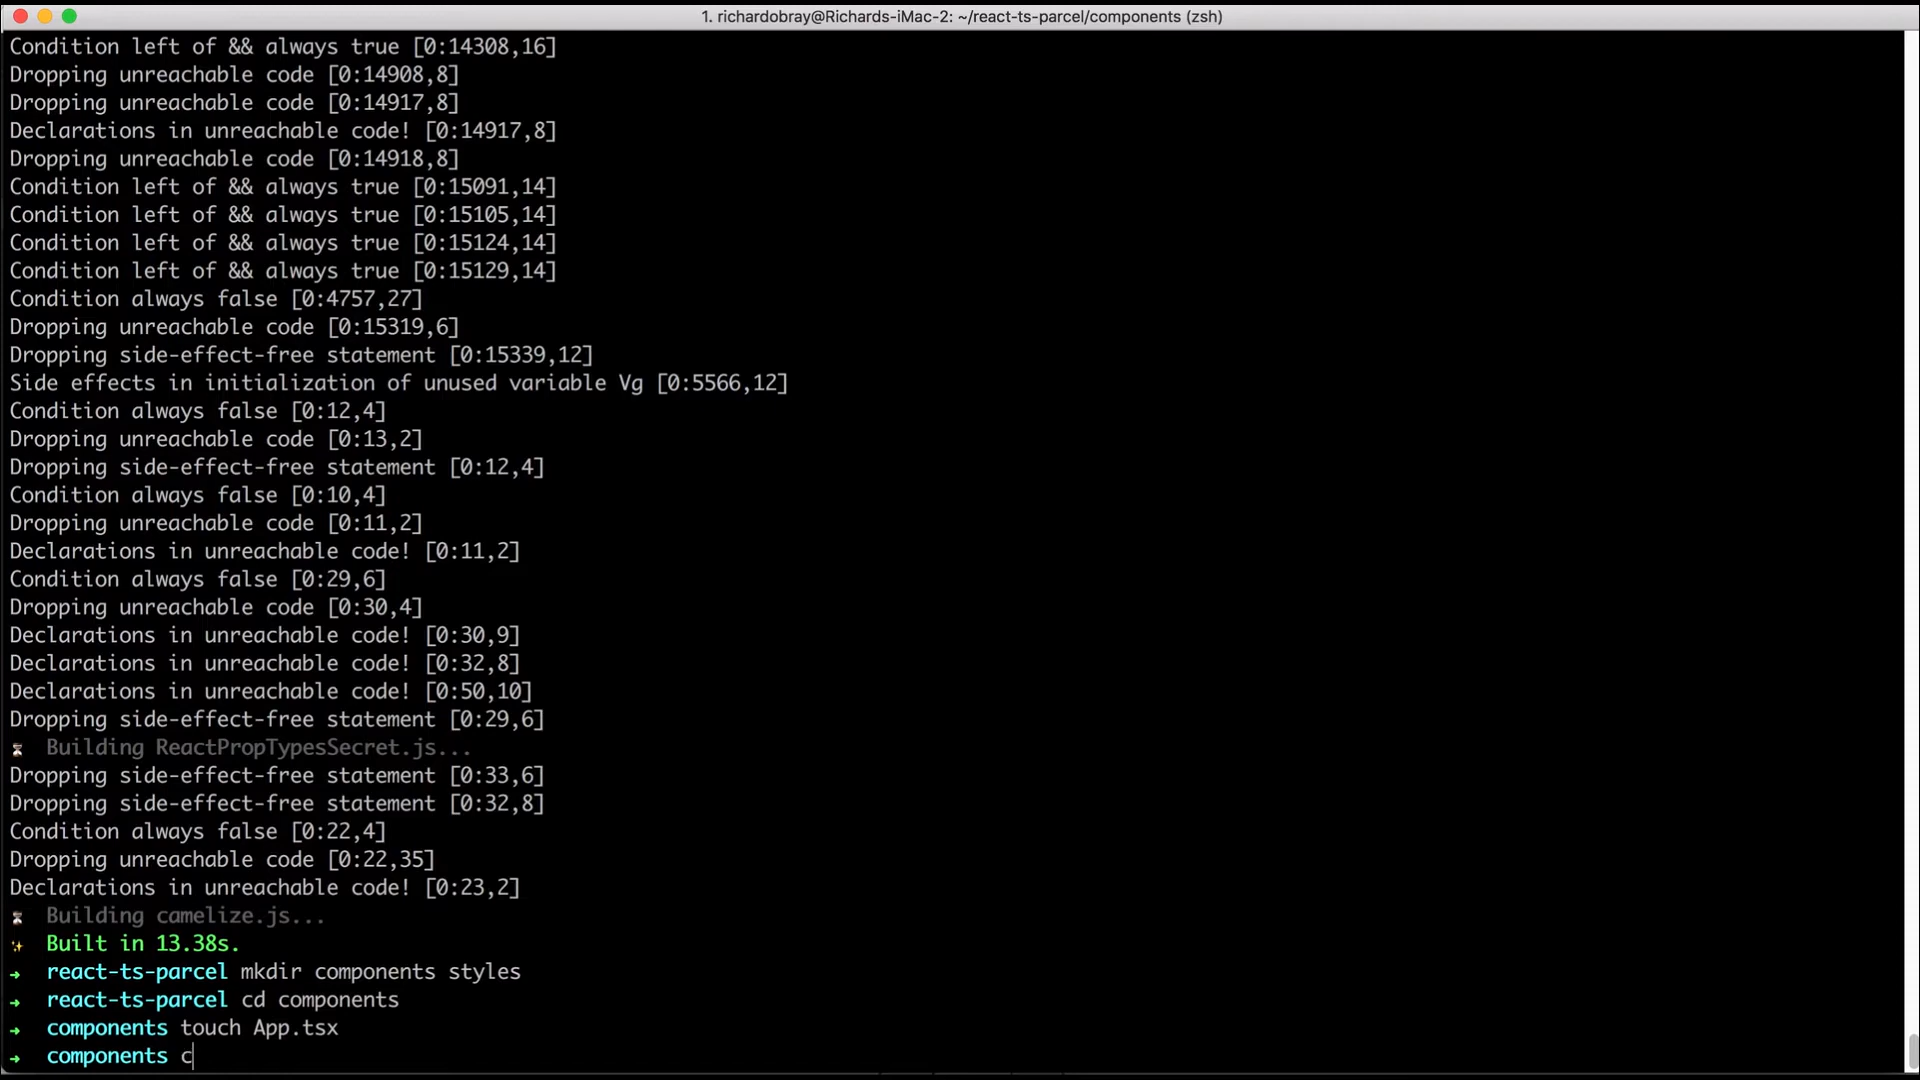 1. richardobray@Richards-iMac-2: ~/react-ts-parcel/components (zsh)
Condition left of && always true [0:14308,16]
Dropping unreachable code [0:14908,8]
Dropping unreachable code [0:14917,8]
Declarations in unreachable code! [0:14917,8]
Dropping unreachable code [0:14918,8]
Condition left of && always true [0:15091,14]
Condition left of && always true [0:15105,14]
Condition left of && always true [0:15124,14]
Condition left of && always true [0:15129,14]
Condition always false [0:4757,27]
Dropping unreachable code [0:15319,6]
Dropping side-effect-free statement [0:15339,12]
Side effects in initialization of unused variable Vg [0:5566,12]
Condition always false [0:12,4]
Dropping unreachable code [0:13,2]
Dropping side-effect-free statement [0:12,4]
Condition always false [0:10,4]
Dropping unreachable code [0:11,2]
Declarations in unreachable code! [0:11,2]
Condition always false [0:29,6]
Dropping unreachable code [0:30,4]
Declarations in unreachable code! [0:30,9]
Declarations in unreachable code! [0:32,8]
Declarations in unreachable code! [0:50,10]
Dropping side-effect-free statement [0:29,6]
⏳ Building ReactPropTypesSecret.js...
Dropping side-effect-free statement [0:33,6]
Dropping side-effect-free statement [0:32,8]
Condition always false [0:22,4]
Dropping unreachable code [0:22,35]
Declarations in unreachable code! [0:23,2]
⏳ Building camelize.js...
✨ Built in 13.38s.
➜ react-ts-parcel mkdir components styles
➜ react-ts-parcel cd components
➜ components touch App.tsx
➜ components c